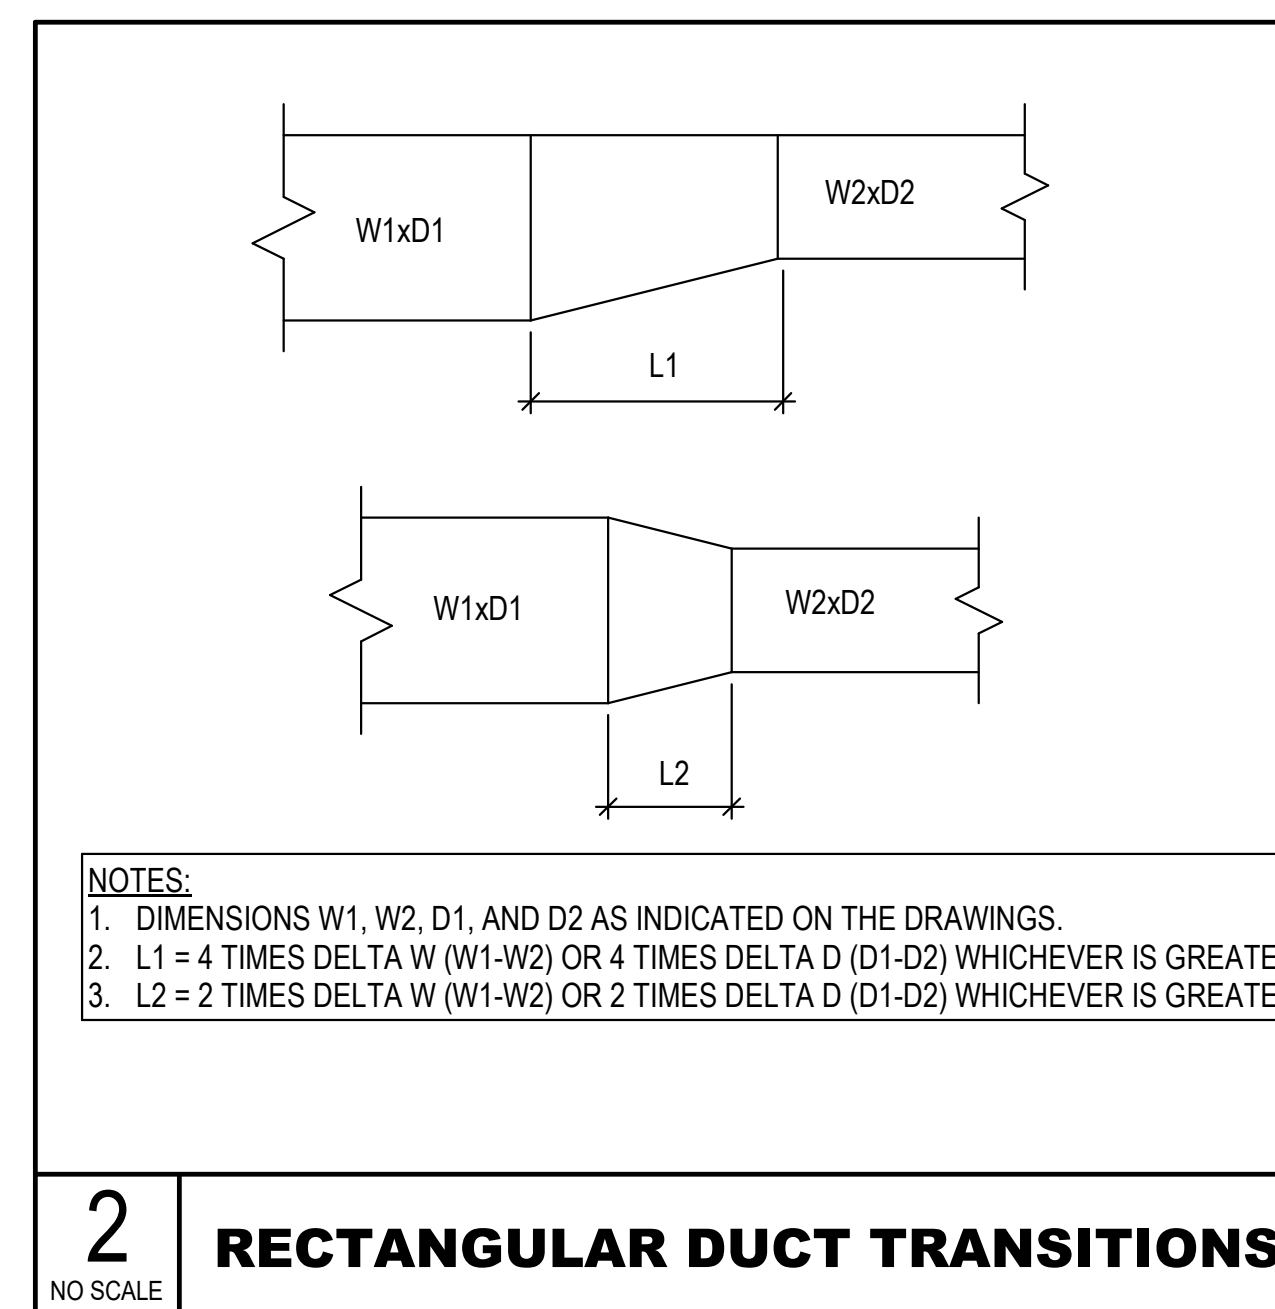 W1xD1
W2xD2
L1
W1xD1
W2xD2
L2
NOTES:
1. DIMENSIONS W1, W2, D1, AND D2 AS INDICATED ON THE DRAWINGS.
2. L1 = 4 TIMES DELTA W (W1-W2) OR 4 TIMES DELTA D (D1-D2) WHICHEVER IS GREATE
3. L2 = 2 TIMES DELTA W (W1-W2) OR 2 TIMES DELTA D (D1-D2) WHICHEVER IS GREATE
2
NO SCALE
RECTANGULAR DUCT TRANSITIONS